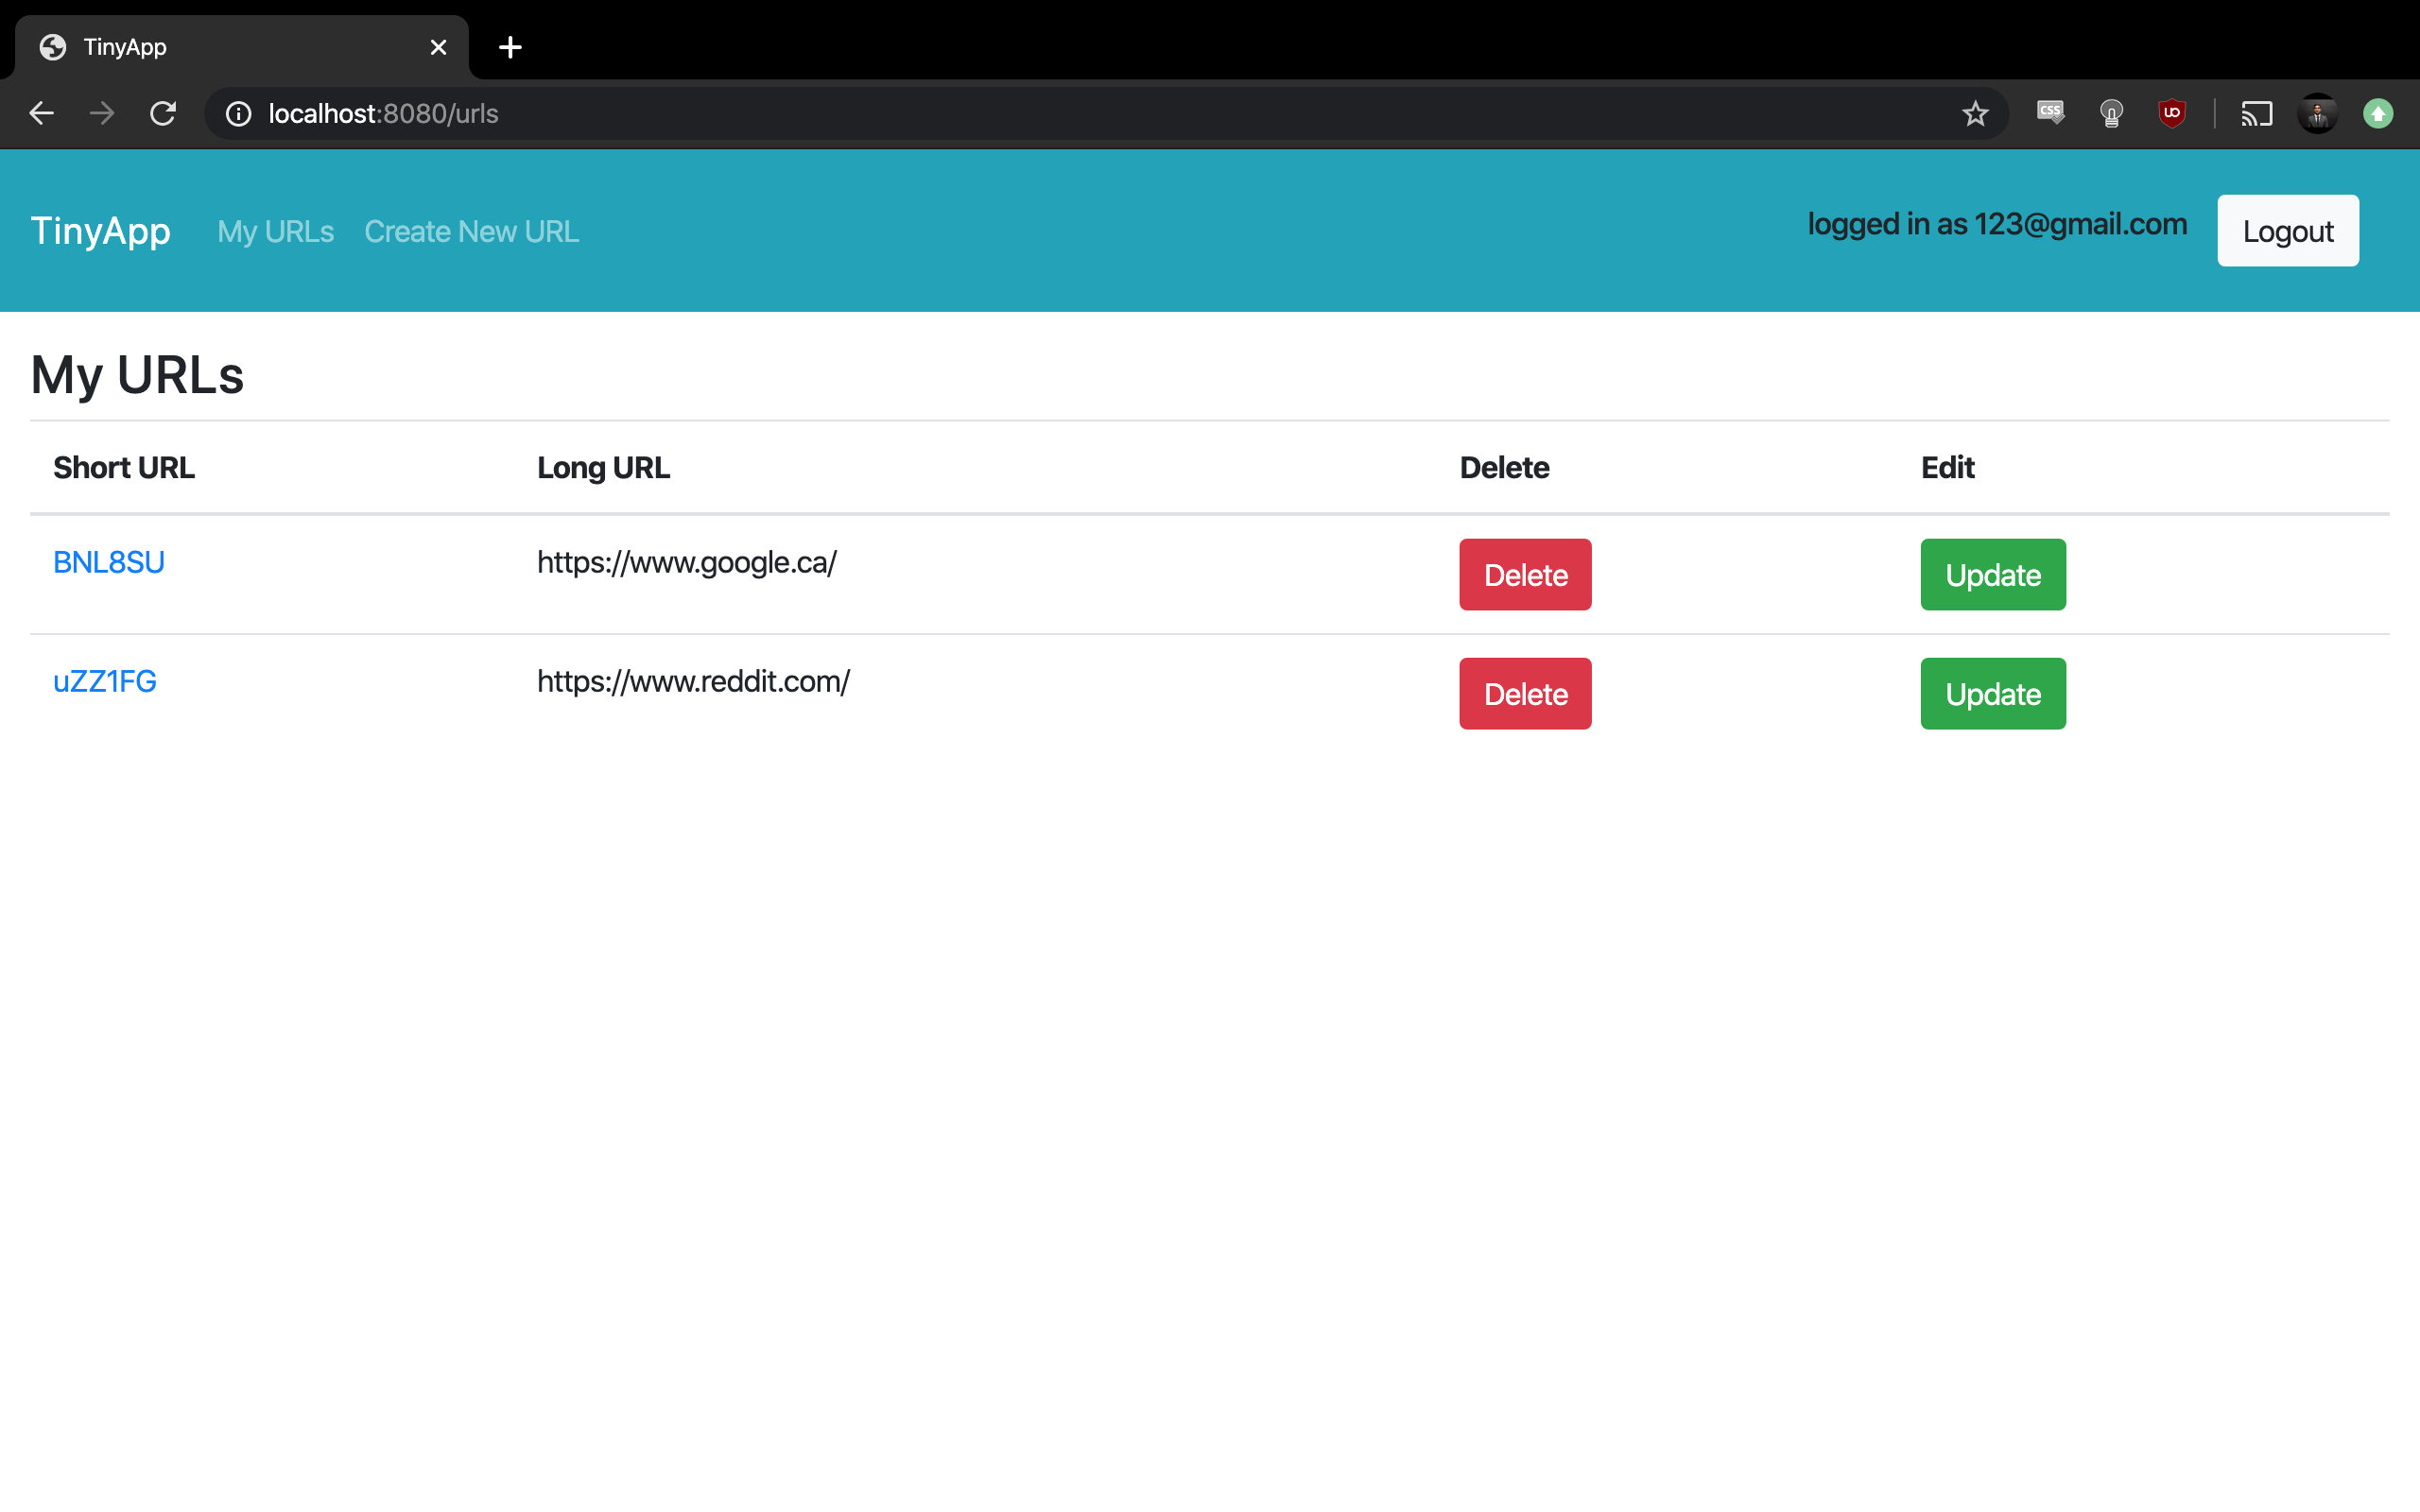 TinyApp
localhost:8080/urls
CSS
TinyApp My URLs Create New URL logged in as 123@gmail.com Logout
My URLs
Short URL Long URL Delete Edit
BNL8SU https://www.google.ca/ Delete Update
uZZ1FG https://www.reddit.com/ Delete Update